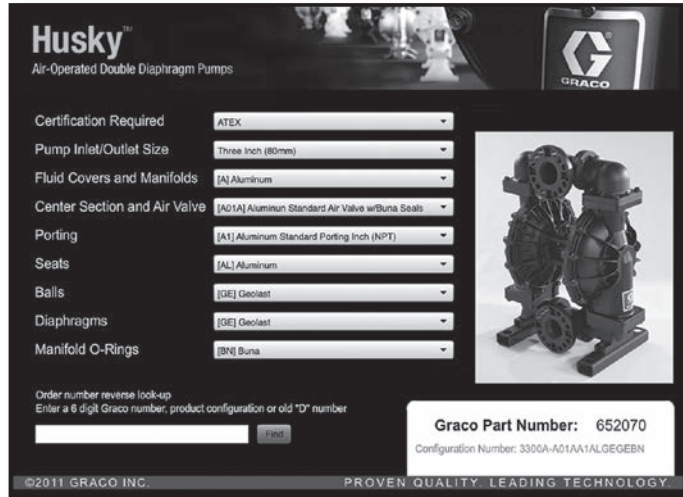 Husky™
Air-Operated Double Diaphragm Pumps
GRACO
Certification Required ATEX
Pump Inlet/Outlet Size Three Inch (80mm)
Fluid Covers and Manifolds [A] Aluminum
Center Section and Air Valve [A01A] Aluminun Standard Air Valve w/Buna Seals
Porting [A1] Aluminum Standard Porting Inch (NPT)
Seats [AL] Aluminum
Balls [GE] Geolast
Diaphragms [GE] Geolast
Manifold O-Rings [BN] Buna
Order number reverse look-up
Enter a 6 digit Graco number, product configuration or old "D" number
Find
Graco Part Number: 652070
Configuration Number: 3300A-A01AA1ALGEGEBN
©2011 GRACO INC. PROVEN QUALITY. LEADING TECHNOLOGY.